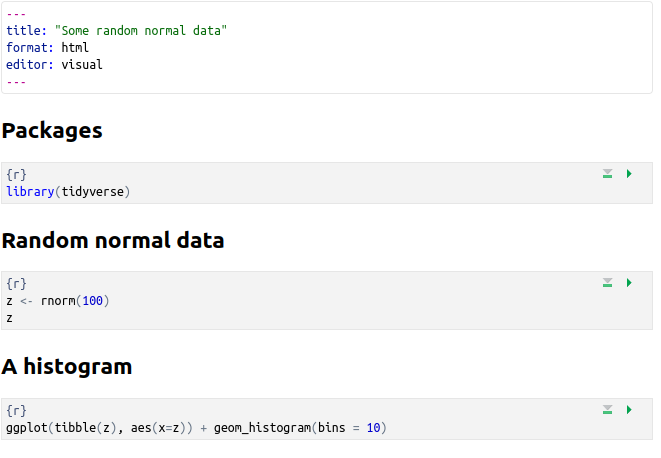 ---
title: "Some random normal data"
format: html
editor: visual
---
Packages
{r}
library(tidyverse)
Random normal data
{r}
z <- rnorm(100)
z
A histogram
{r}
ggplot(tibble(z), aes(x=z)) + geom_histogram(bins = 10)